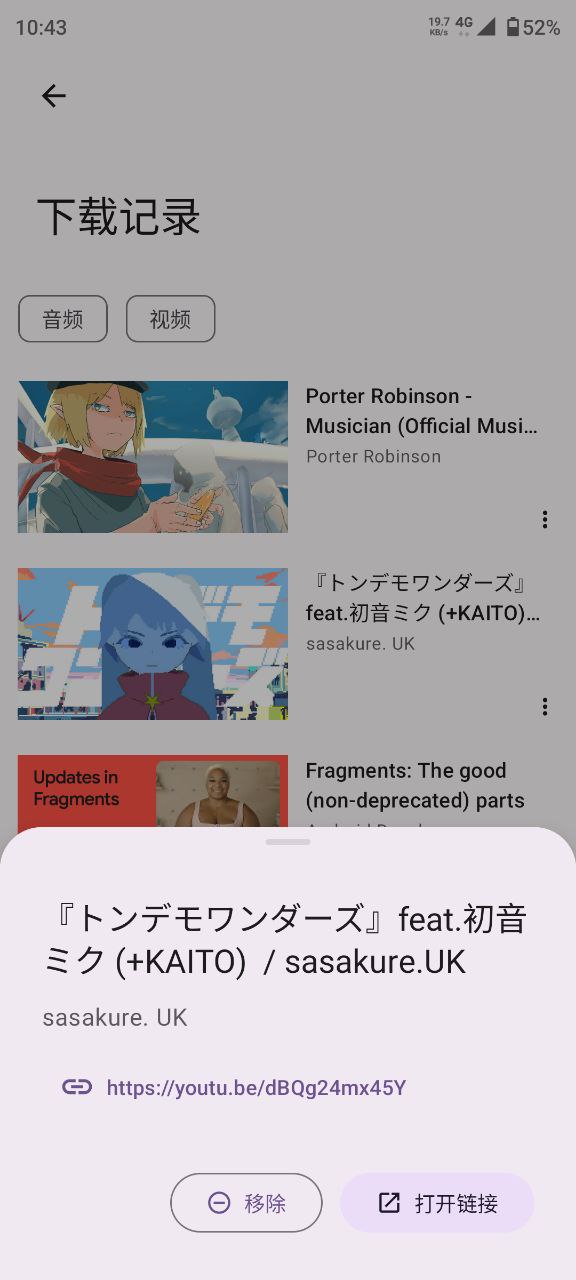 10:43
19.7 KB/s 4G 52%
下载记录
音频 视频
Porter Robinson -
Musician (Official Musi...
Porter Robinson
『トンデモワンダーズ』
feat.初音ミク (+KAITO)...
sasakure. UK
Updates in
Fragments
Fragments: The good
(non-deprecated) parts
『トンデモワンダーズ』feat.初音
ミク (+KAITO) / sasakure.UK
sasakure. UK
https://youtu.be/dBQg24mx45Y
移除 打开链接